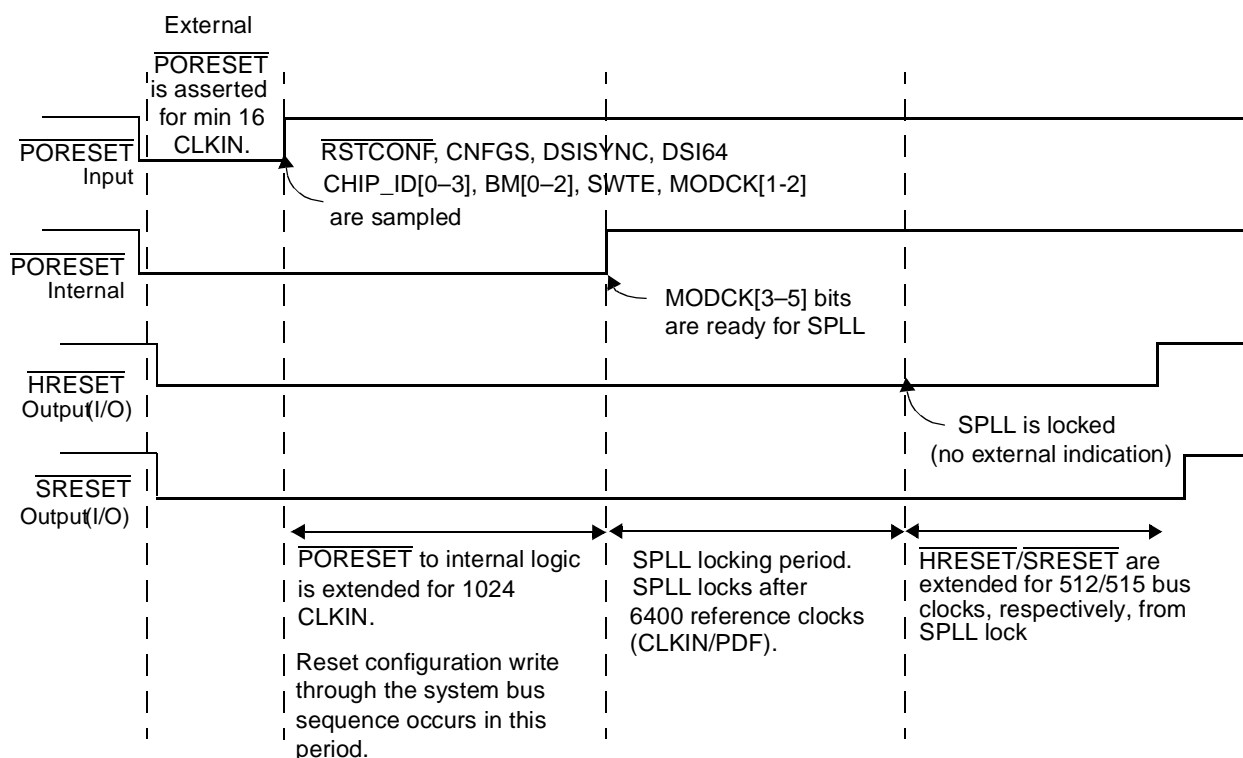 External
PORESET
is asserted
for min 16
CLKIN.
PORESET
Input
RSTCONF, CNFGS, DSISYNC, DSI64
CHIP_ID[0–3], BM[0–2], SWTE, MODCK[1-2]
are sampled
PORESET
Internal
MODCK[3–5] bits
are ready for SPLL
HRESET
Output(I/O)
SPLL is locked
(no external indication)
SRESET
Output(I/O)
PORESET to internal logic
is extended for 1024
CLKIN.
Reset configuration write
through the system bus
sequence occurs in this
period.
SPLL locking period.
SPLL locks after
6400 reference clocks
(CLKIN/PDF).
HRESET/SRESET are
extended for 512/515 bus
clocks, respectively, from
SPLL lock